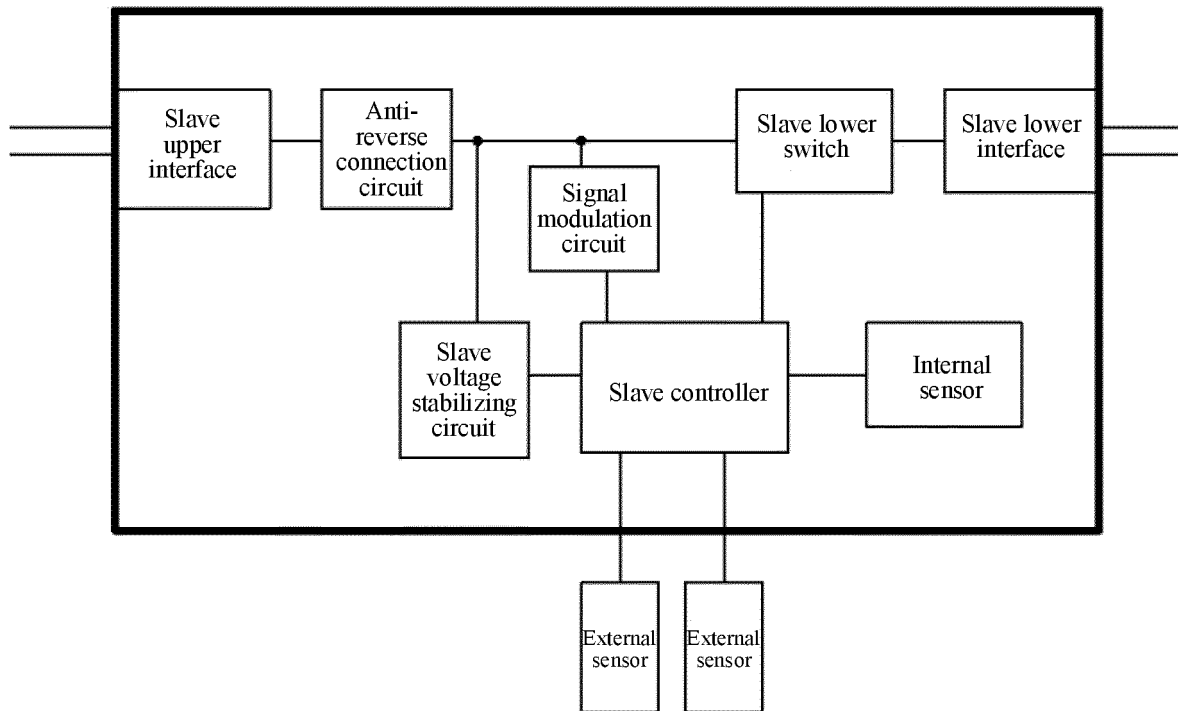 Slave
upper
interface
Anti-
reverse
connection
circuit
Signal
modulation
circuit
Slave lower
switch
Slave lower
interface
Slave
voltage
stabilizing
circuit
Slave controller
Internal
sensor
External
sensor
External
sensor